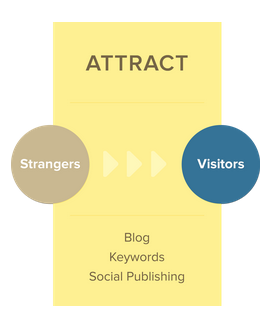 ATTRACT
Strangers
Visitors
Blog
Keywords
Social Publishing